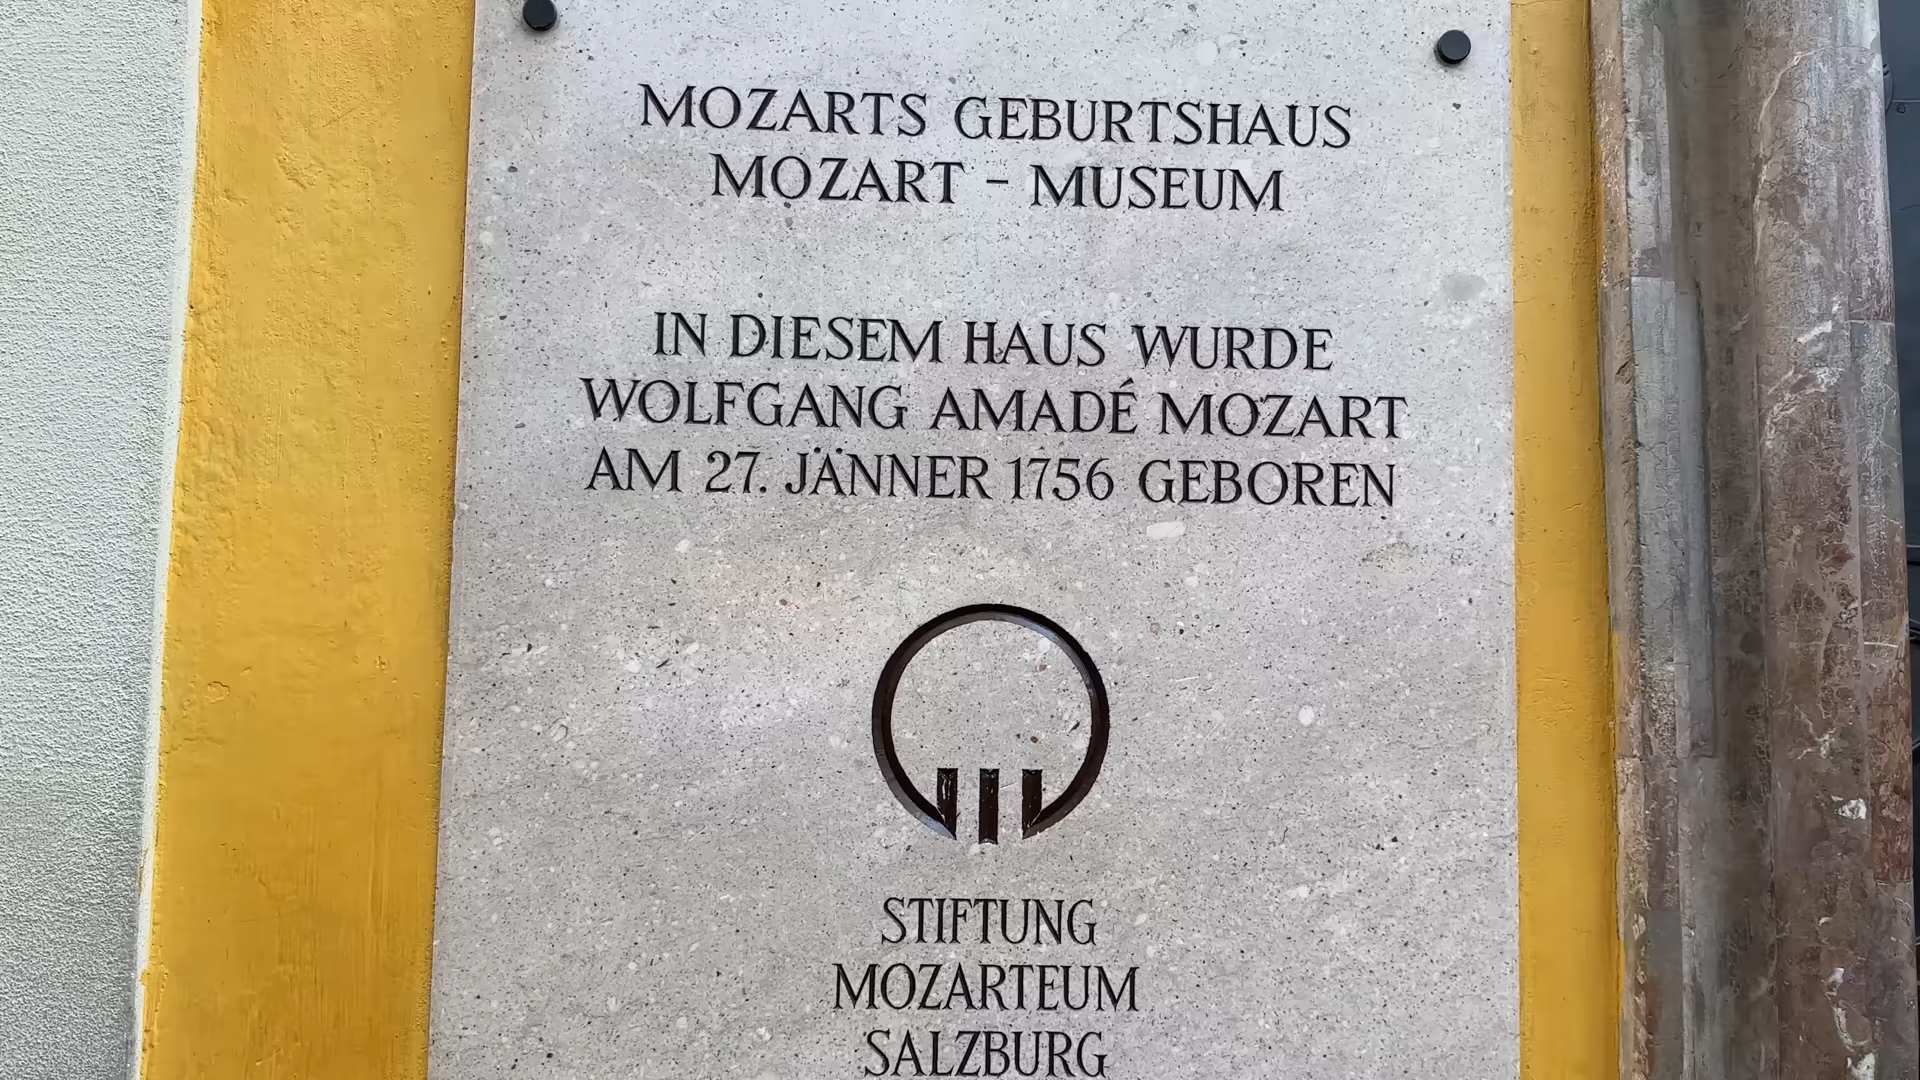 MOZARTS GEBURTSHAUS
MOZART - MUSEUM
IN DIESEM HAUS WURDE
WOLFGANG AMADÉ MOZART
AM 27. JÄNNER 1756 GEBOREN
STIFTUNG
MOZARTEUM
SALZBURG